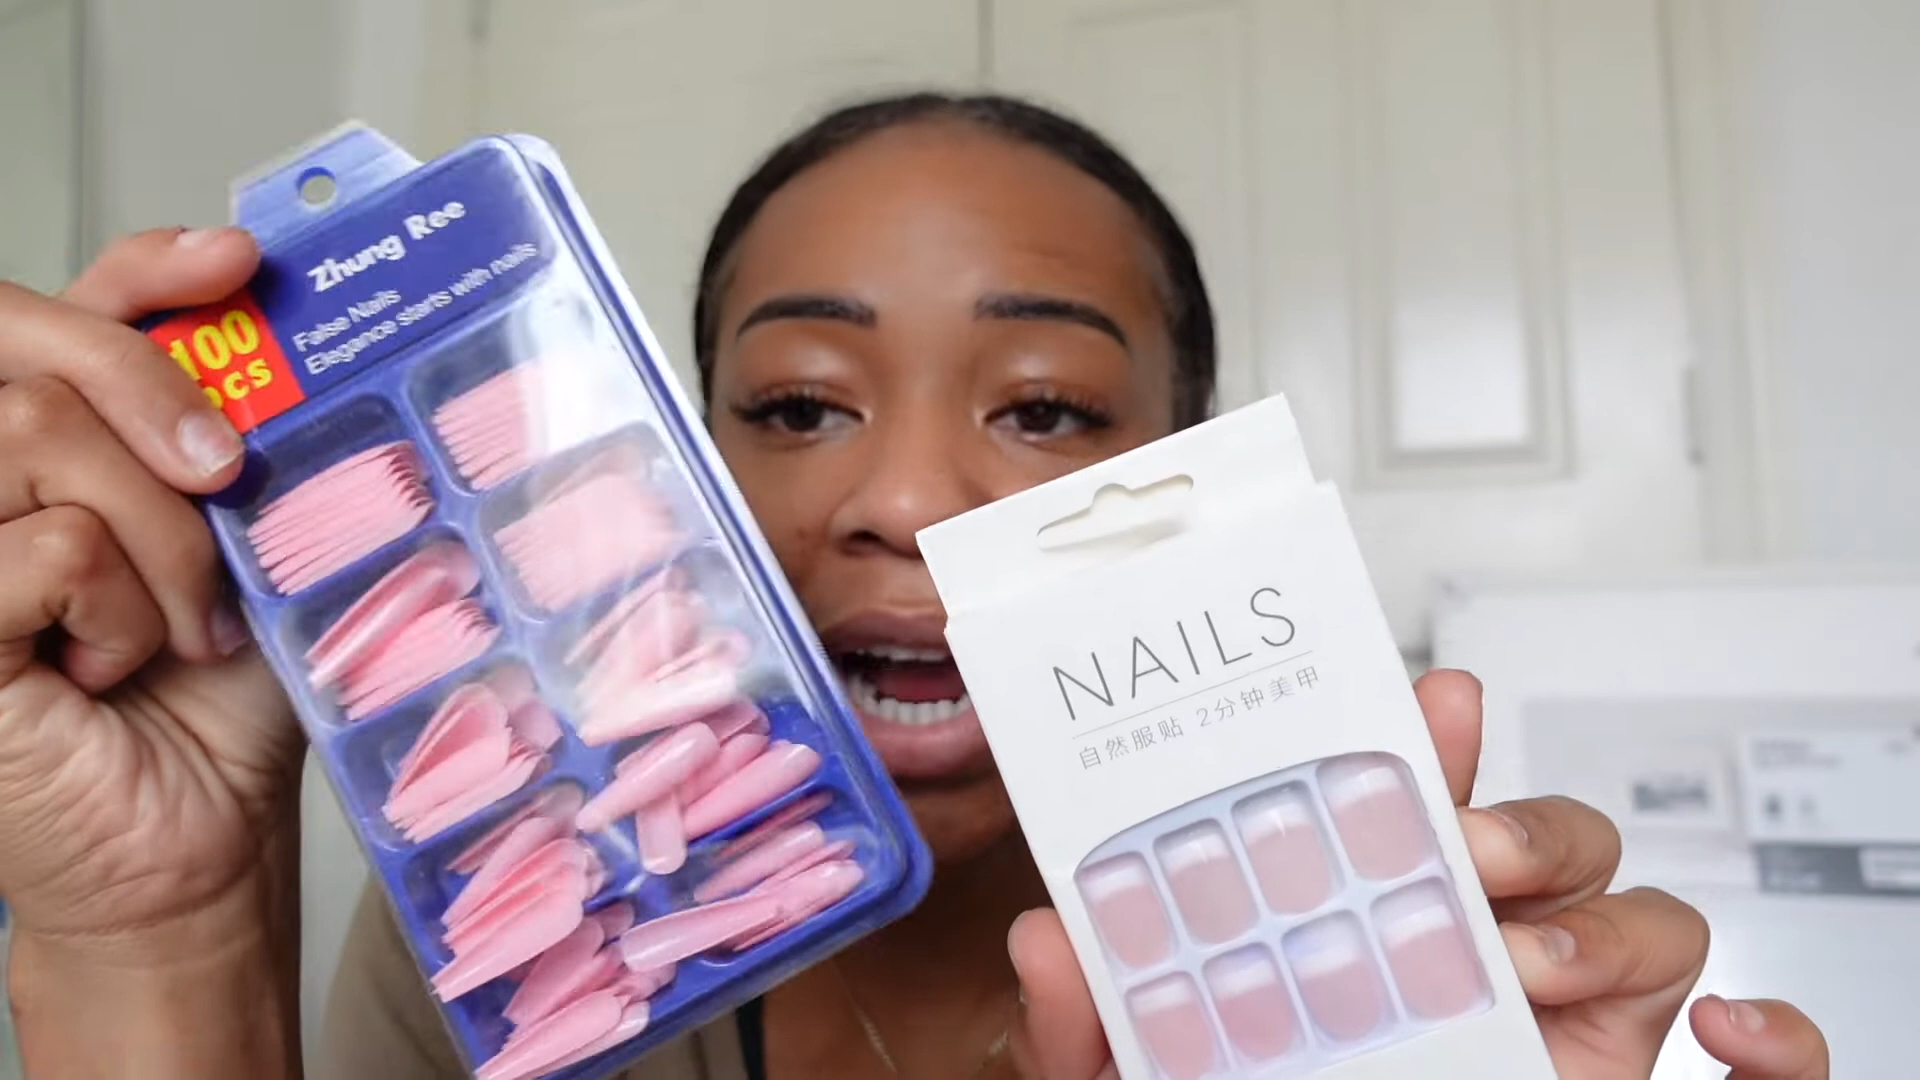 Zhung Ree
False Nails
Elegance starts with nails
100
pcs
NAILS
自然服贴 2分钟美甲